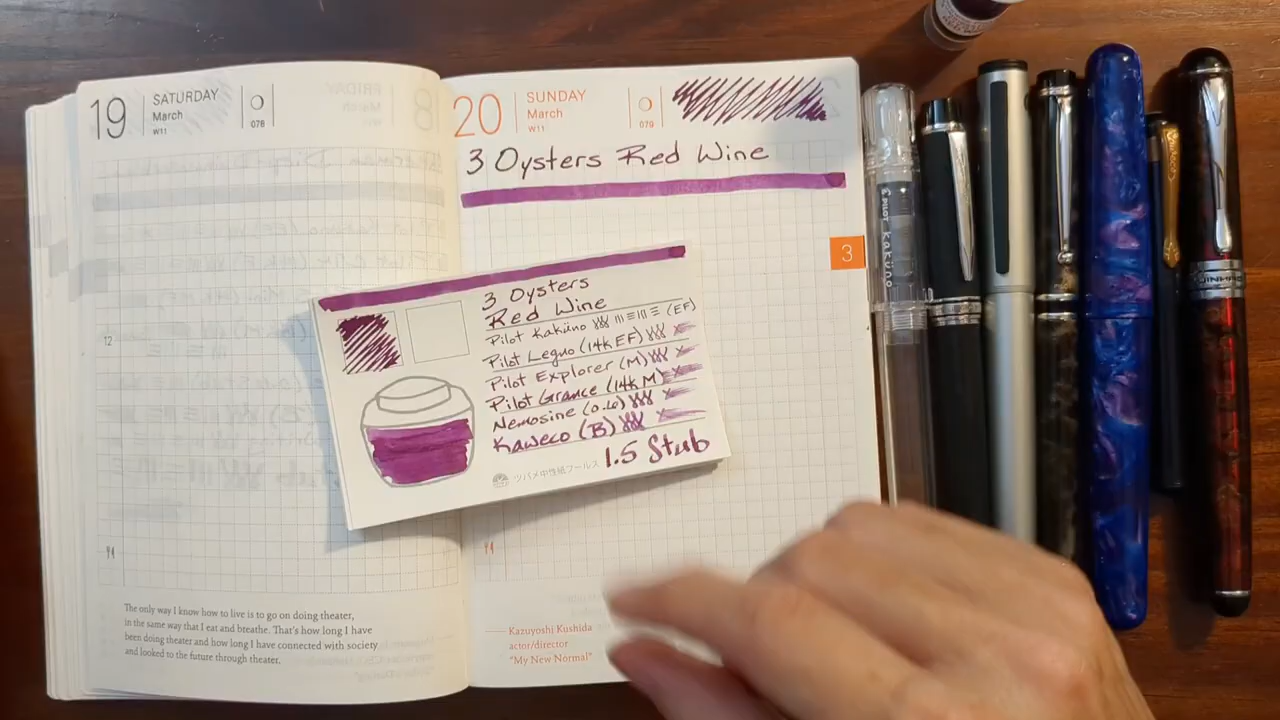 19
SATURDAY
March
W11
078
20
SUNDAY
March
W11
079
3 Oysters Red Wine
3
3 Oysters
Red Wine
Pilot Kaküno (EF)
Pilot Legno (14k EF)
Pilot Explorer (M)
Pilot Grance (14k M)
Nemosine (0.6)
Kaweco (B)
1.5 Stub
ツバメ中性紙フールス
12
The only way I know how to live is to go on doing theater,
in the same way that I eat and breathe. That's how long I have
been doing theater and how long I have connected with society
and looked to the future through theater.
Kazuyoshi Kushida
actor/director
"My New Normal"
PILOT kaküno
JINHAO